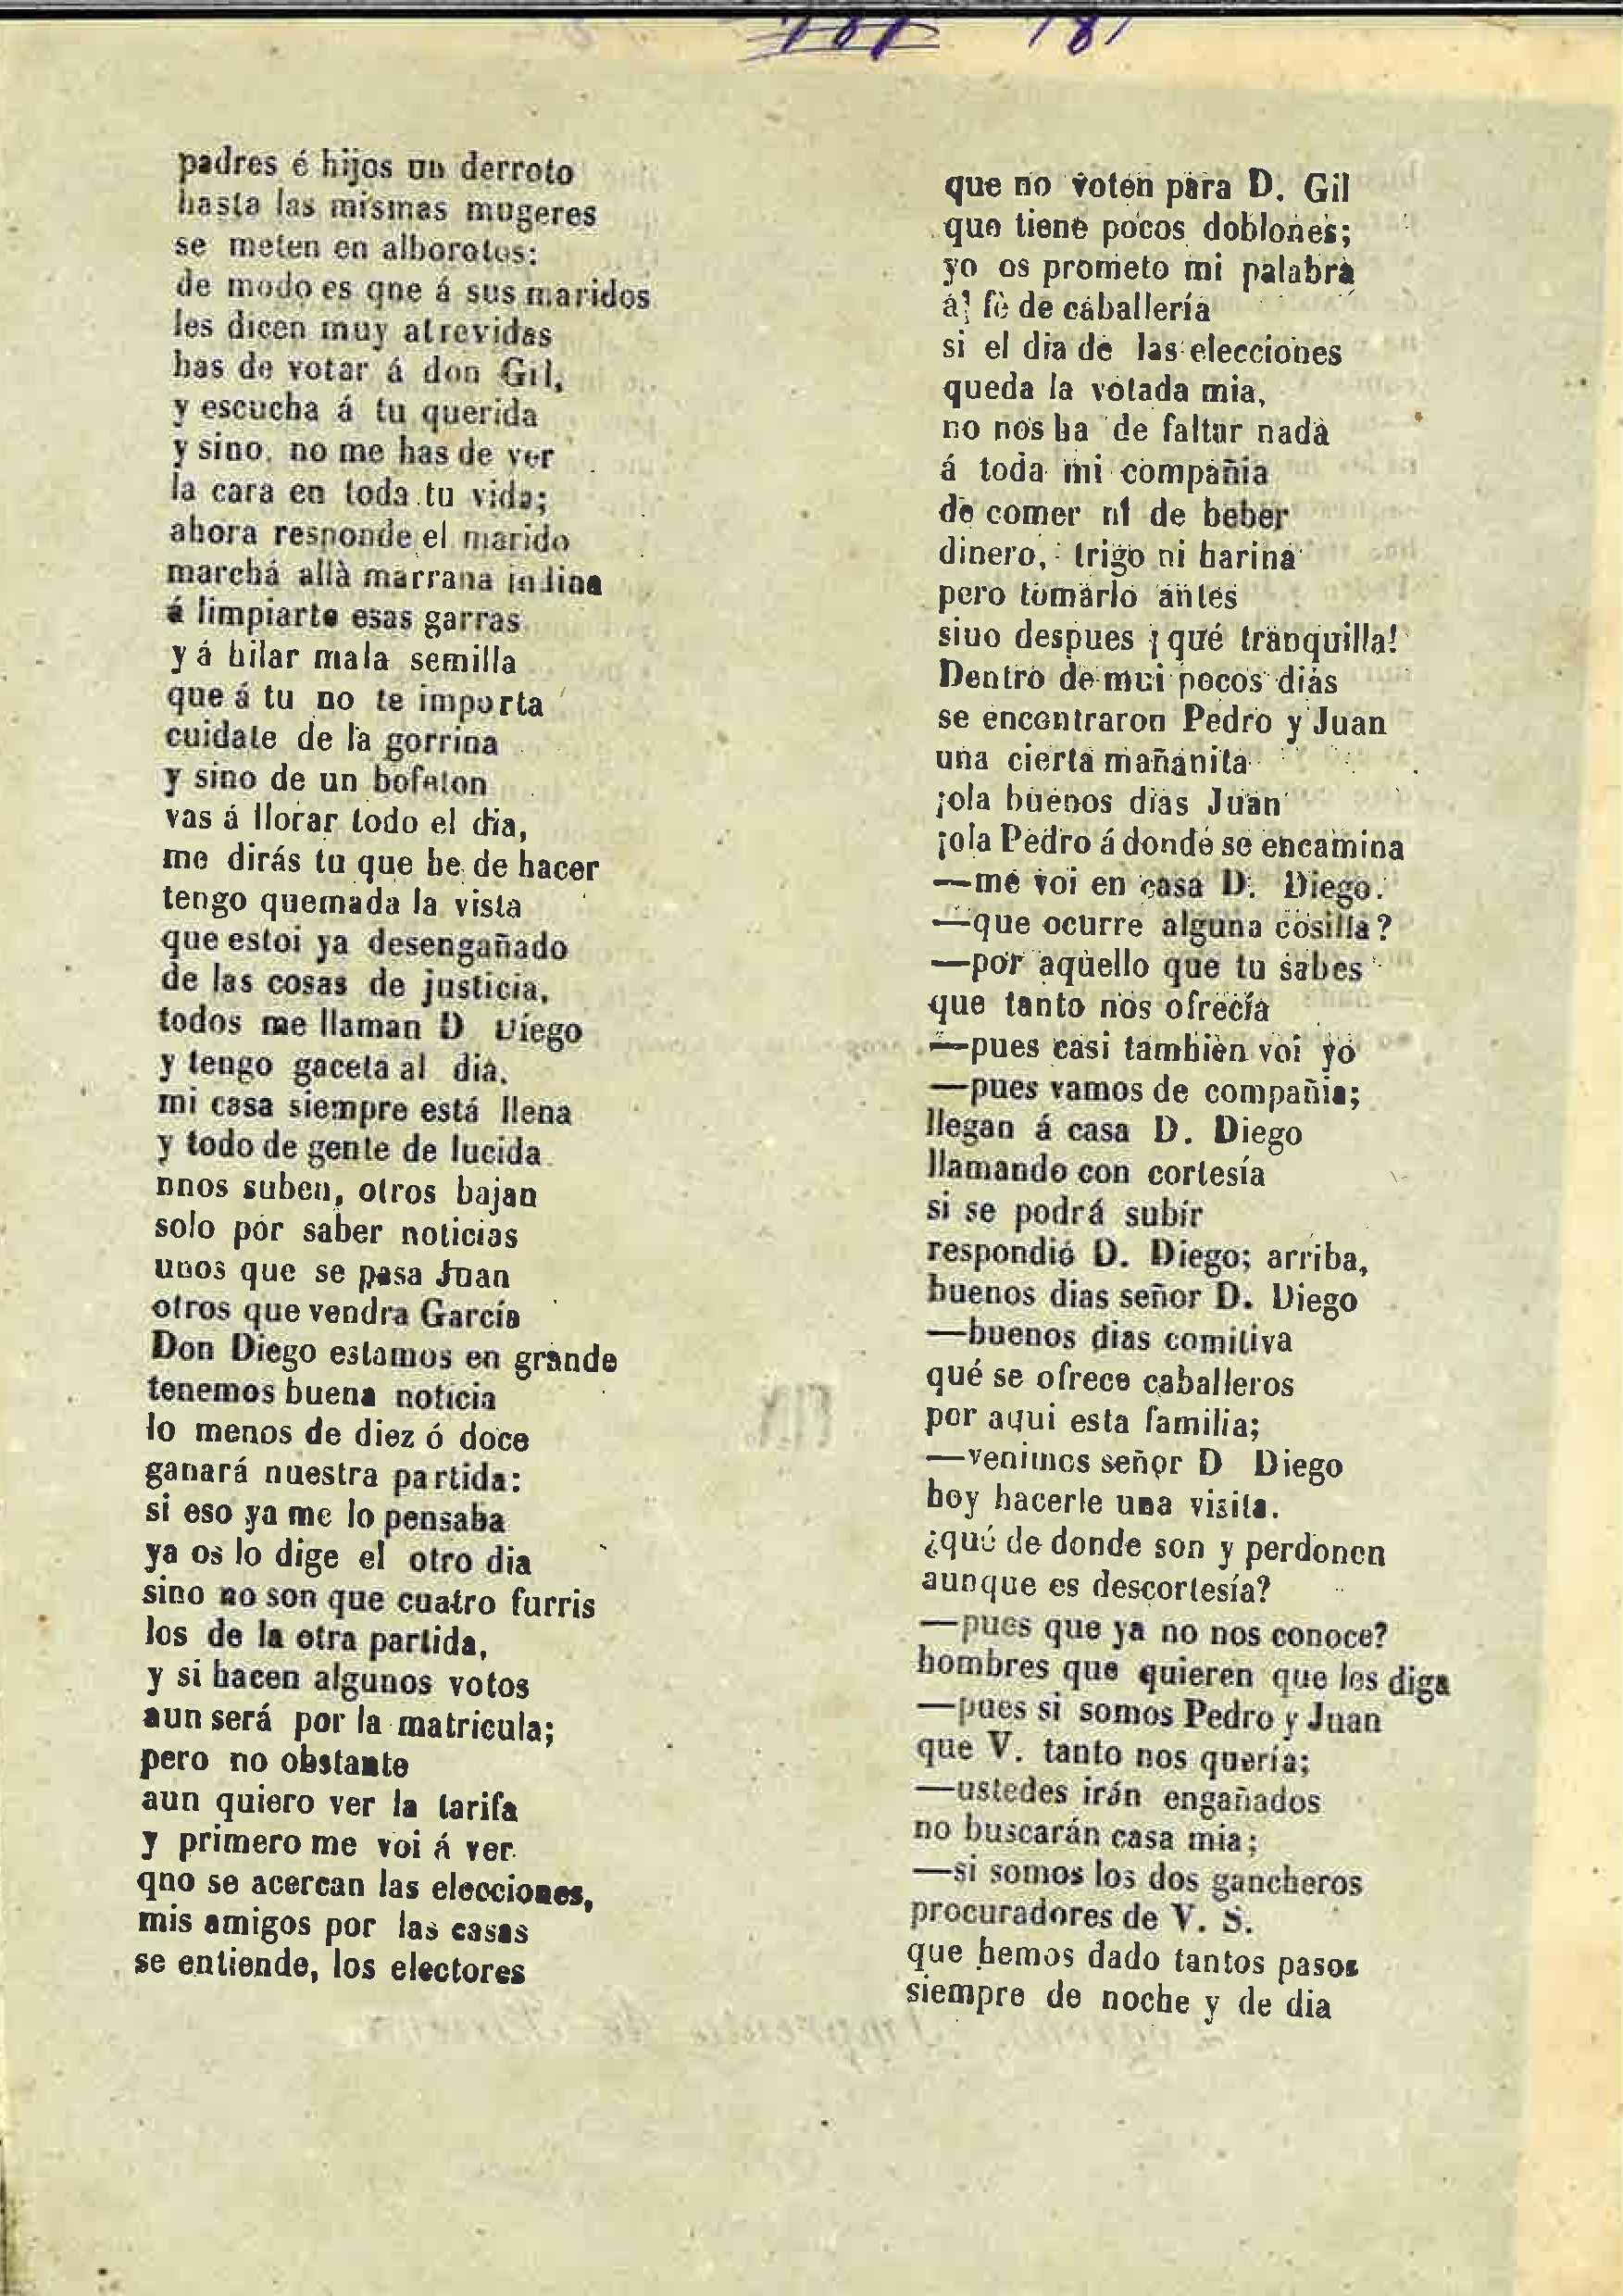 181 181
padres é hijos un derroto
hasta las mismas mugeres
se meten en alborotos:
de modo es qne á sus maridos
les dicen muy atrevidas
has de votar á don Gil,
y escucha á tu querida
y sino, no me has de ver
la cara en toda tu vida;
ahora responde el marido
marchá allà marrana indina
á limpiarte esas garras
y á hilar mala semilla
que á tu no te importa
cuidate de la gorrina
y sino de un bofeton
vas á llorar todo el dia,
me dirás tu que he de hacer
tengo quemada la vista
que estoi ya desengañado
de las cosas de justicia,
todos me llaman D Diego
y tengo gaceta al dia.
mi casa siempre está llena
y todo de gente de lucida
nnos suben, otros bajan
solo por saber noticias
unos que se pasa Juan
otros que vendra García
Don Diego estamos en grande
tenemos buena noticia
lo menos de diez ó doce
ganará nuestra partida:
si eso ya me lo pensaba
ya os lo dige el otro dia
sino no son que cuatro furris
los de la otra partida,
y si hacen algunos votos
aun será por la matricula;
pero no obstante
aun quiero ver la tarifa
y primero me voi á ver
qno se acercan las elecciones,
mis amigos por las casas
se entiende, los electores
que no voten para D. Gil
que tiene pocos doblones;
yo os prometo mi palabra
á fè de caballería
si el dia de las elecciones
queda la votada mia,
no nos ha de faltar nada
á toda mi compañia
de comer ni de beber
dinero, trigo ni harina
pero tomarlo antes
sino despues ¡qué tranquilla!
Dentro de mui pocos dias
se encontraron Pedro y Juan
una cierta mañanita
¡ola buenos dias Juan
¡ola Pedro á donde se encamina
—me voi en casa D. Diego.
—que ocurre alguna cosilla?
—por aquello que tu sabes
que tanto nos ofrecía
—pues casi tambièn voi yo
—pues vamos de compañia;
llegan á casa D. Diego
llamando con cortesía
si se podrá subir
respondió D. Diego; arriba,
buenos dias señor D. Diego
—buenos dias comitiva
qué se ofrece caballeros
por aqui esta familia;
—venimos señor D Diego
hoy hacerle una visita.
¿qué de donde son y perdonen
aunque es descortesía?
—pues que ya no nos conoce?
hombres que quieren que les diga
—pues si somos Pedro y Juan
que V. tanto nos quería;
—ustedes irán engañados
no buscarán casa mia;
—si somos los dos gancheros
procuradores de V. S.
que hemos dado tantos pasos
siempre de noche y de dia